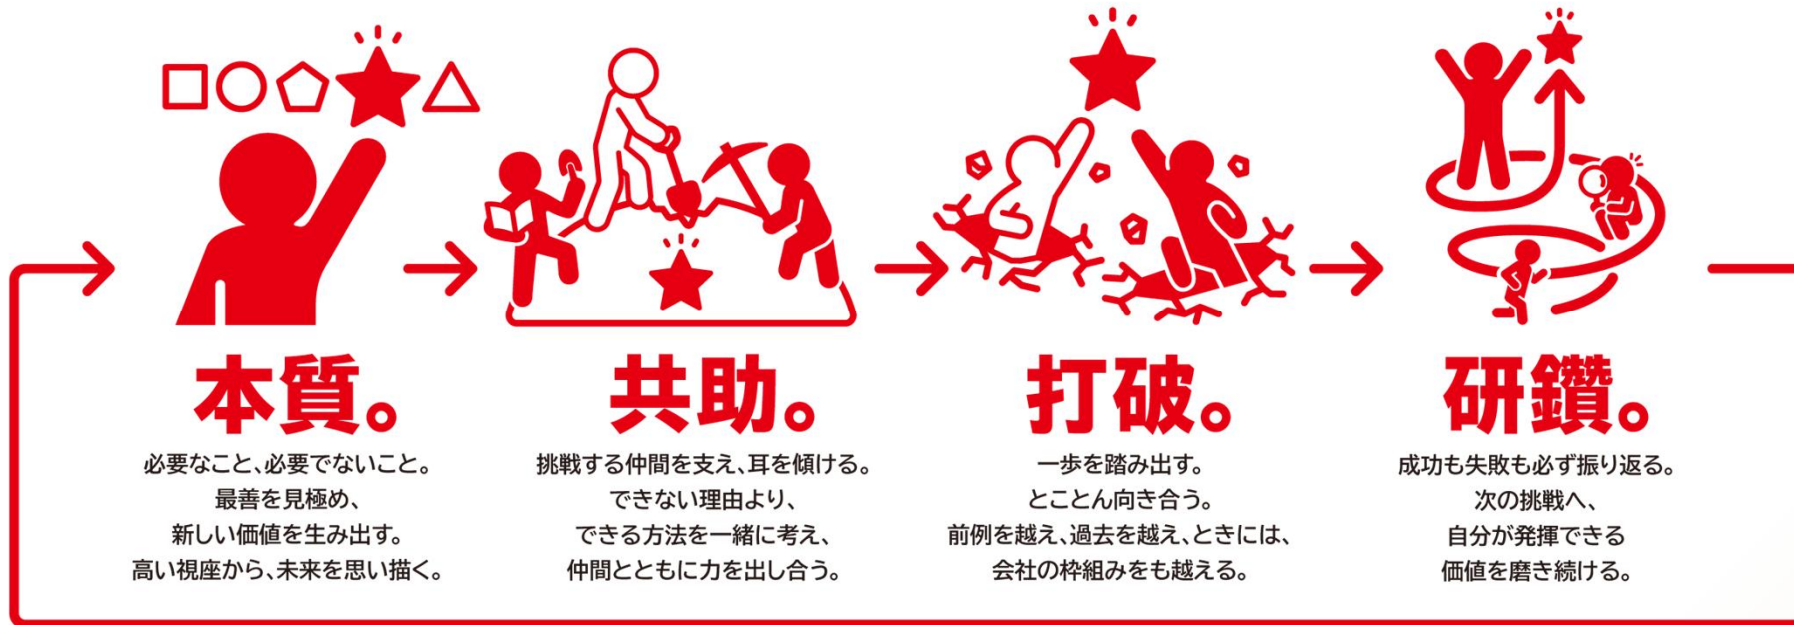 本質。
必要なこと、必要でないこと。
最善を見極め、
新しい価値を生み出す。
高い視座から、未来を思い描く。
共助。
挑戦する仲間を支え、耳を傾ける。
できない理由より、
できる方法を一緒に考え、
仲間とともに力を出し合う。
打破。
一歩を踏み出す。
とことん向き合う。
前例を越え、過去を越え、ときには、
会社の枠組みをも越える。
研鑽。
成功も失敗も必ず振り返る。
次の挑戦へ、
自分が発揮できる
価値を磨き続ける。